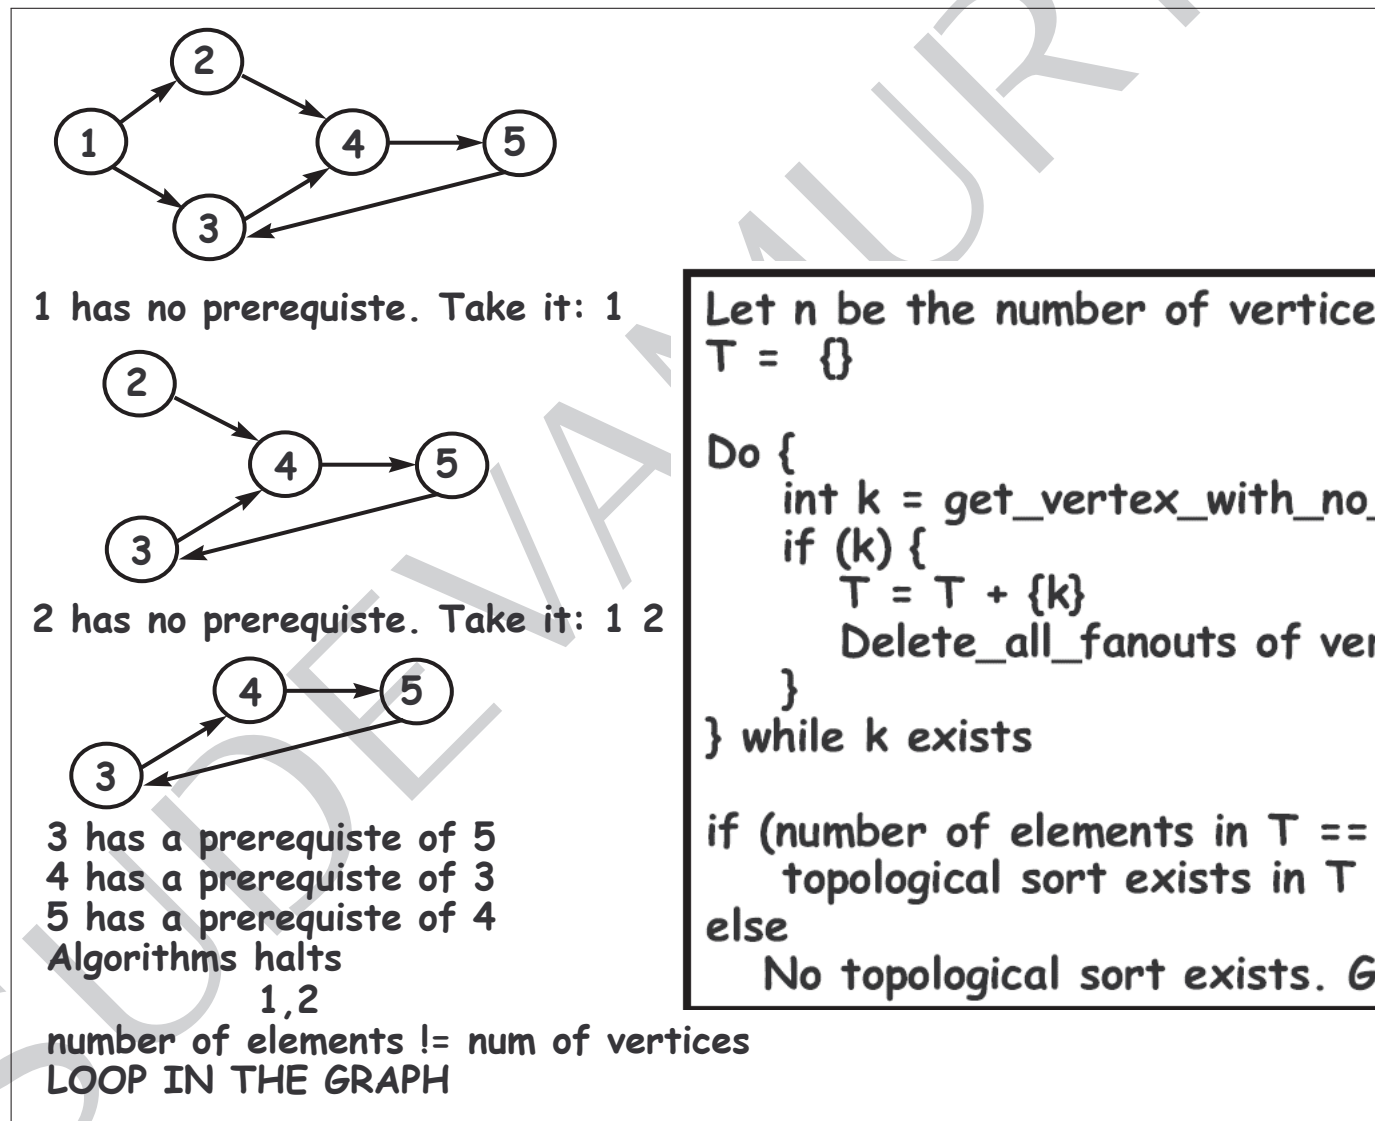 2
1
4
5
3
1 has no prerequiste. Take it: 1
2
4
5
3
2 has no prerequiste. Take it: 1 2
4
5
3
3 has a prerequiste of 5
4 has a prerequiste of 3
5 has a prerequiste of 4
Algorithms halts
1,2
number of elements != num of vertices
LOOP IN THE GRAPH
Let n be the number of vertice
T = {}
Do {
int k = get_vertex_with_no_
if (k) {
T = T + {k}
Delete_all_fanouts of ver
}
} while k exists
if (number of elements in T ==
topological sort exists in T
else
No topological sort exists. G
SUDEVAMUR